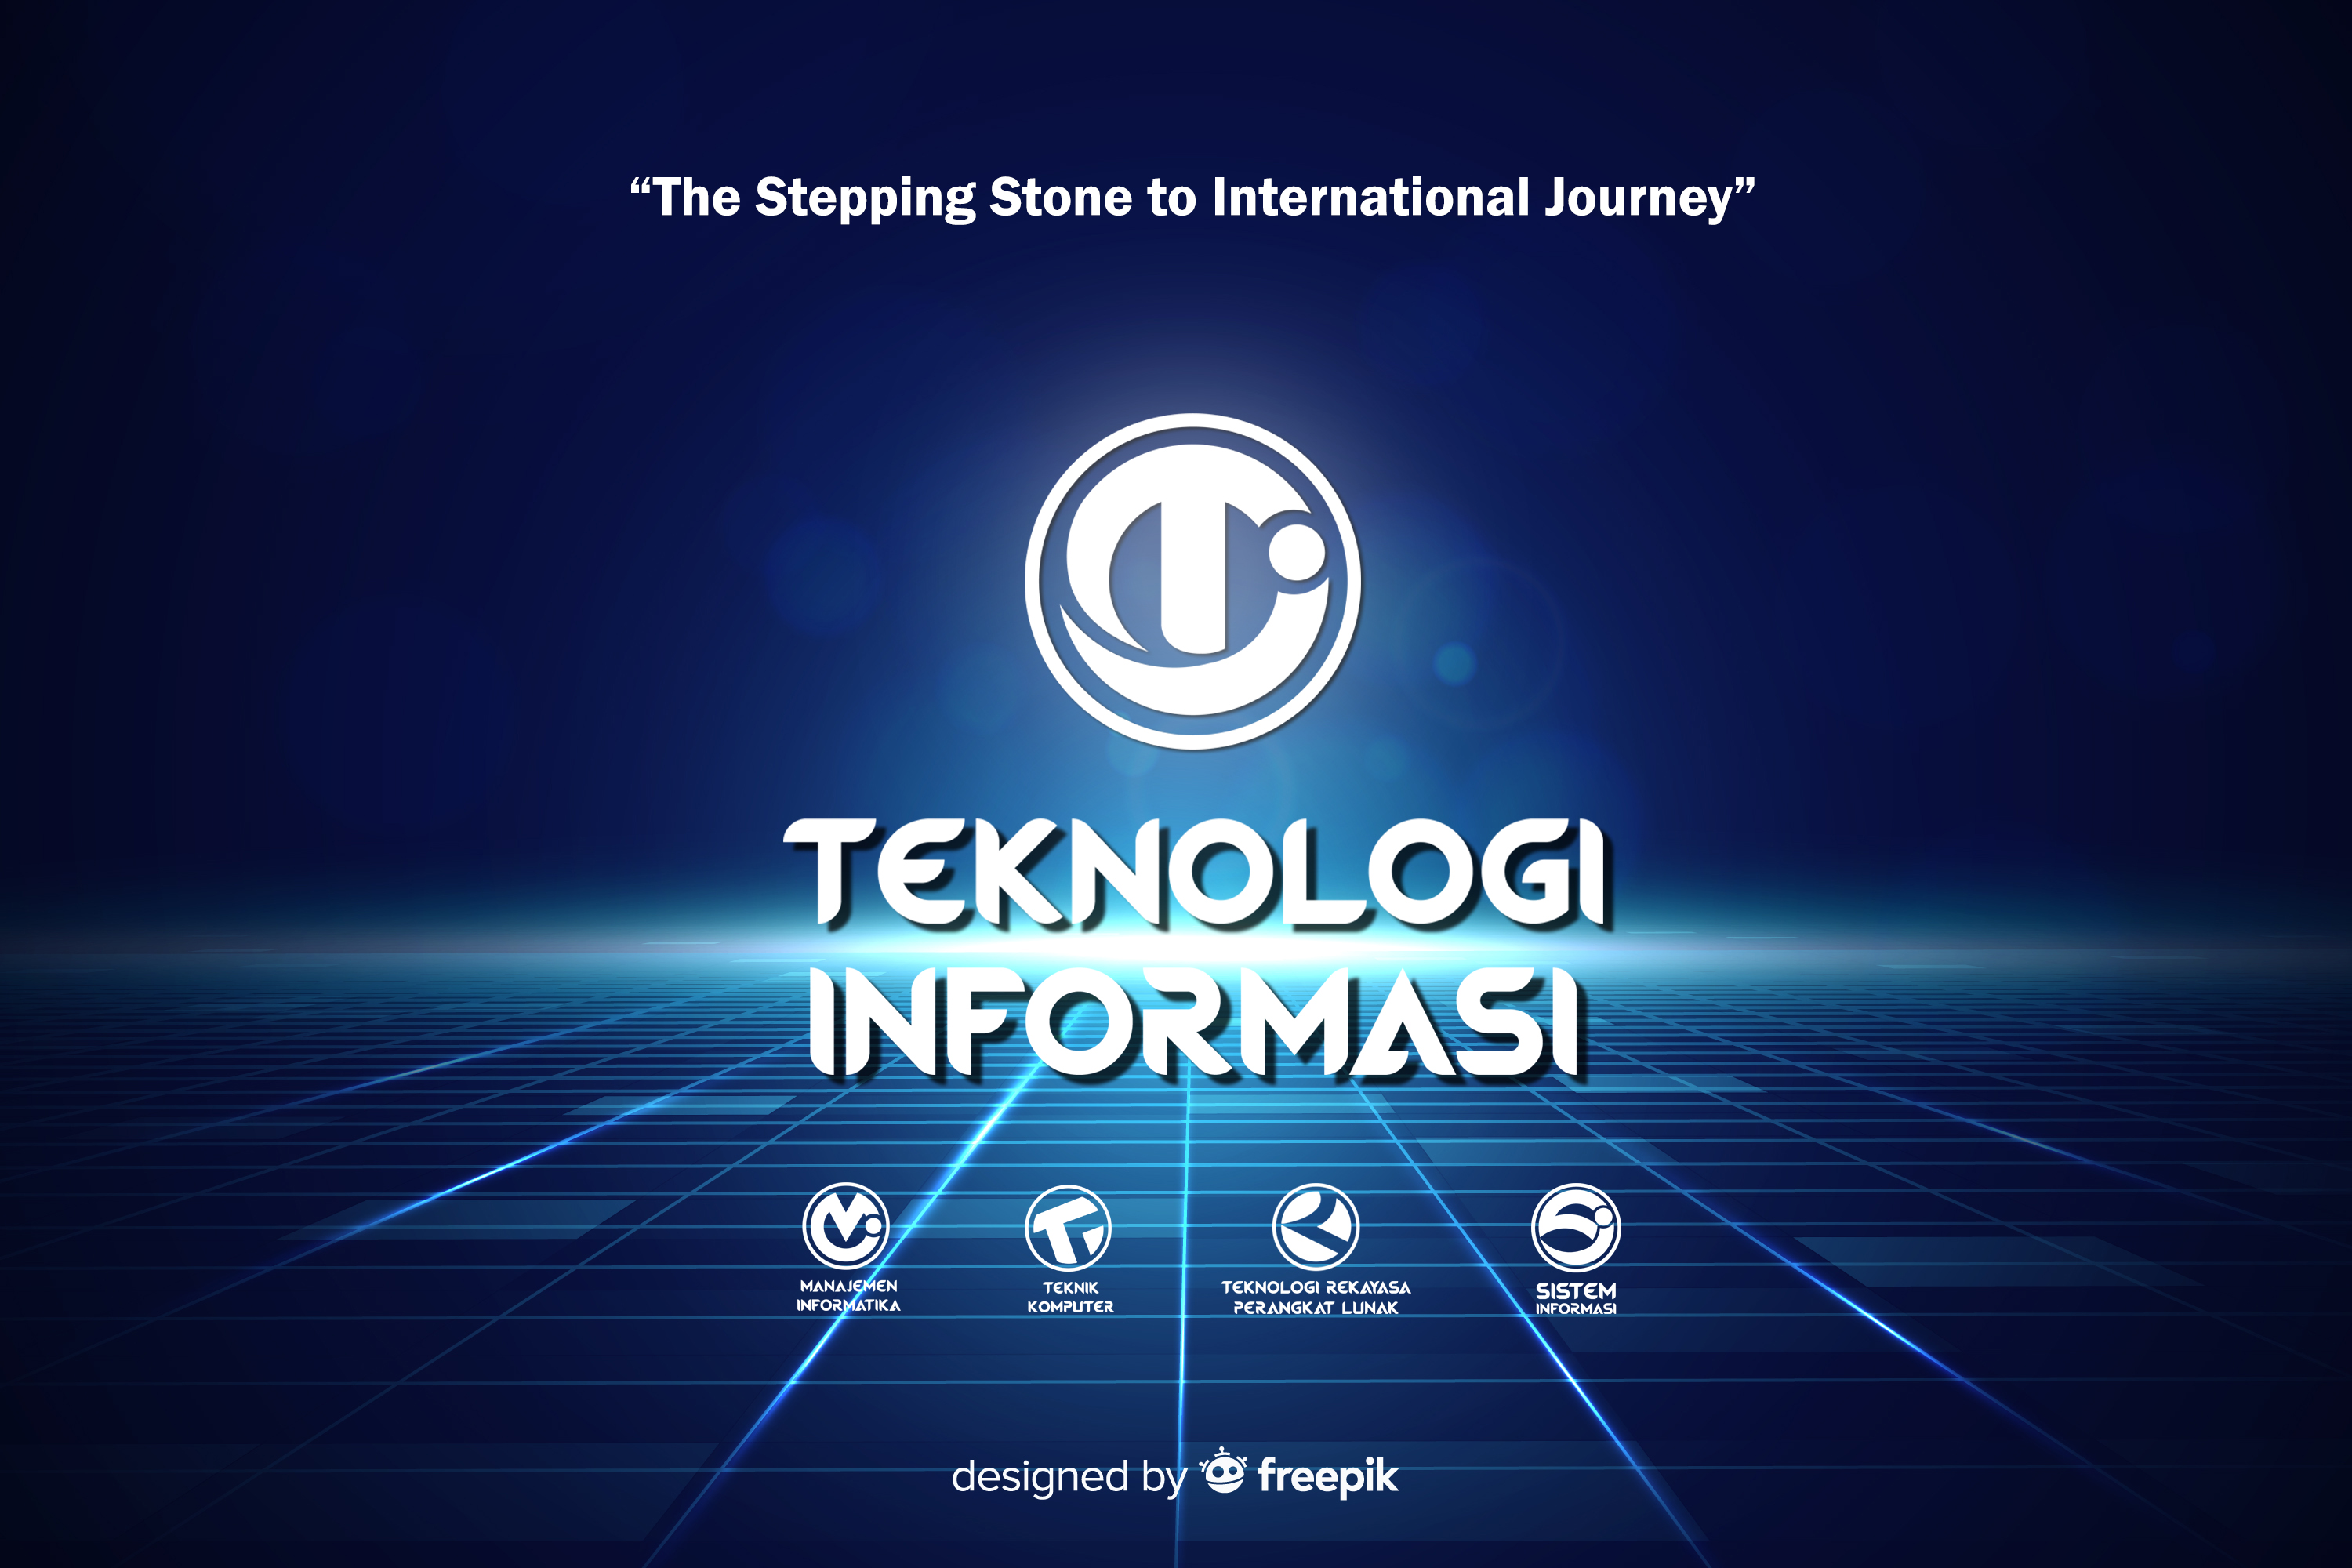 “The Stepping Stone to International Journey”
TEKNOLOGI
INFORMASI
MANAJEMEN
INFORMATIKA
TEKNIK
KOMPUTER
TEKNOLOGI REKAYASA
PERANGKAT LUNAK
SISTEM
INFORMASI
designed by freepik